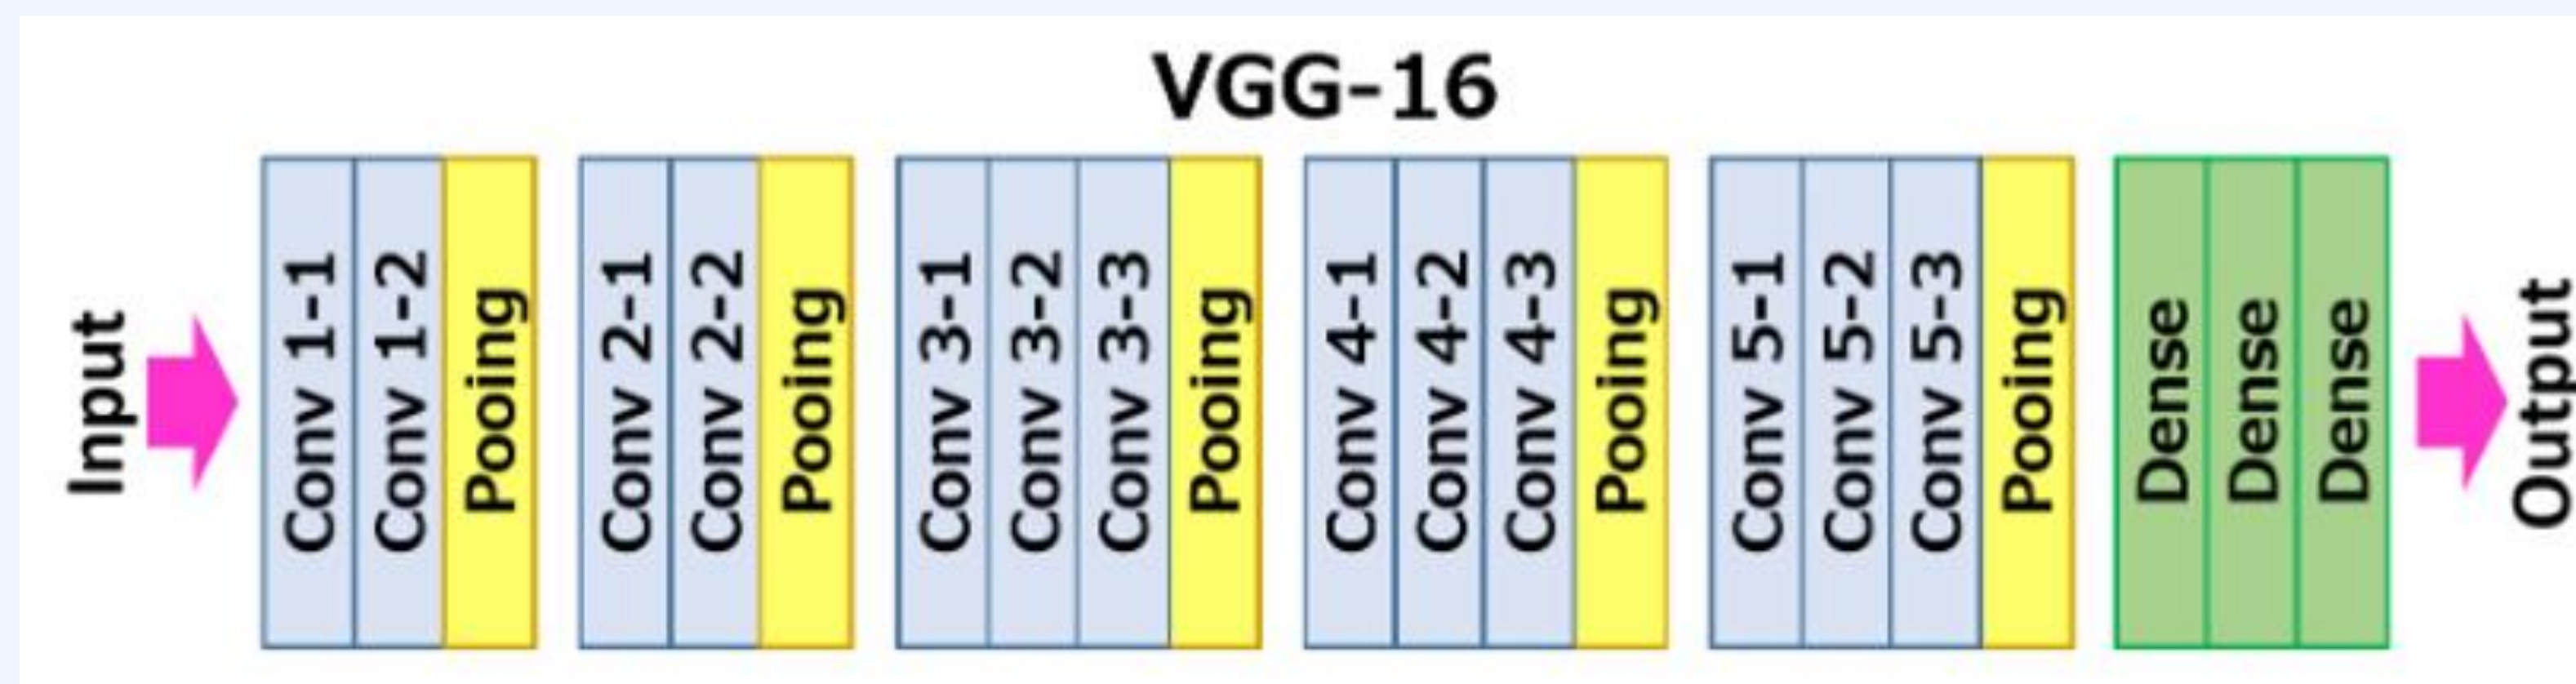 VGG-16
Input
Conv 1-1
Conv 1-2
Pooing
Conv 2-1
Conv 2-2
Pooing
Conv 3-1
Conv 3-2
Conv 3-3
Pooing
Conv 4-1
Conv 4-2
Conv 4-3
Pooing
Conv 5-1
Conv 5-2
Conv 5-3
Pooing
Dense
Dense
Dense
Output